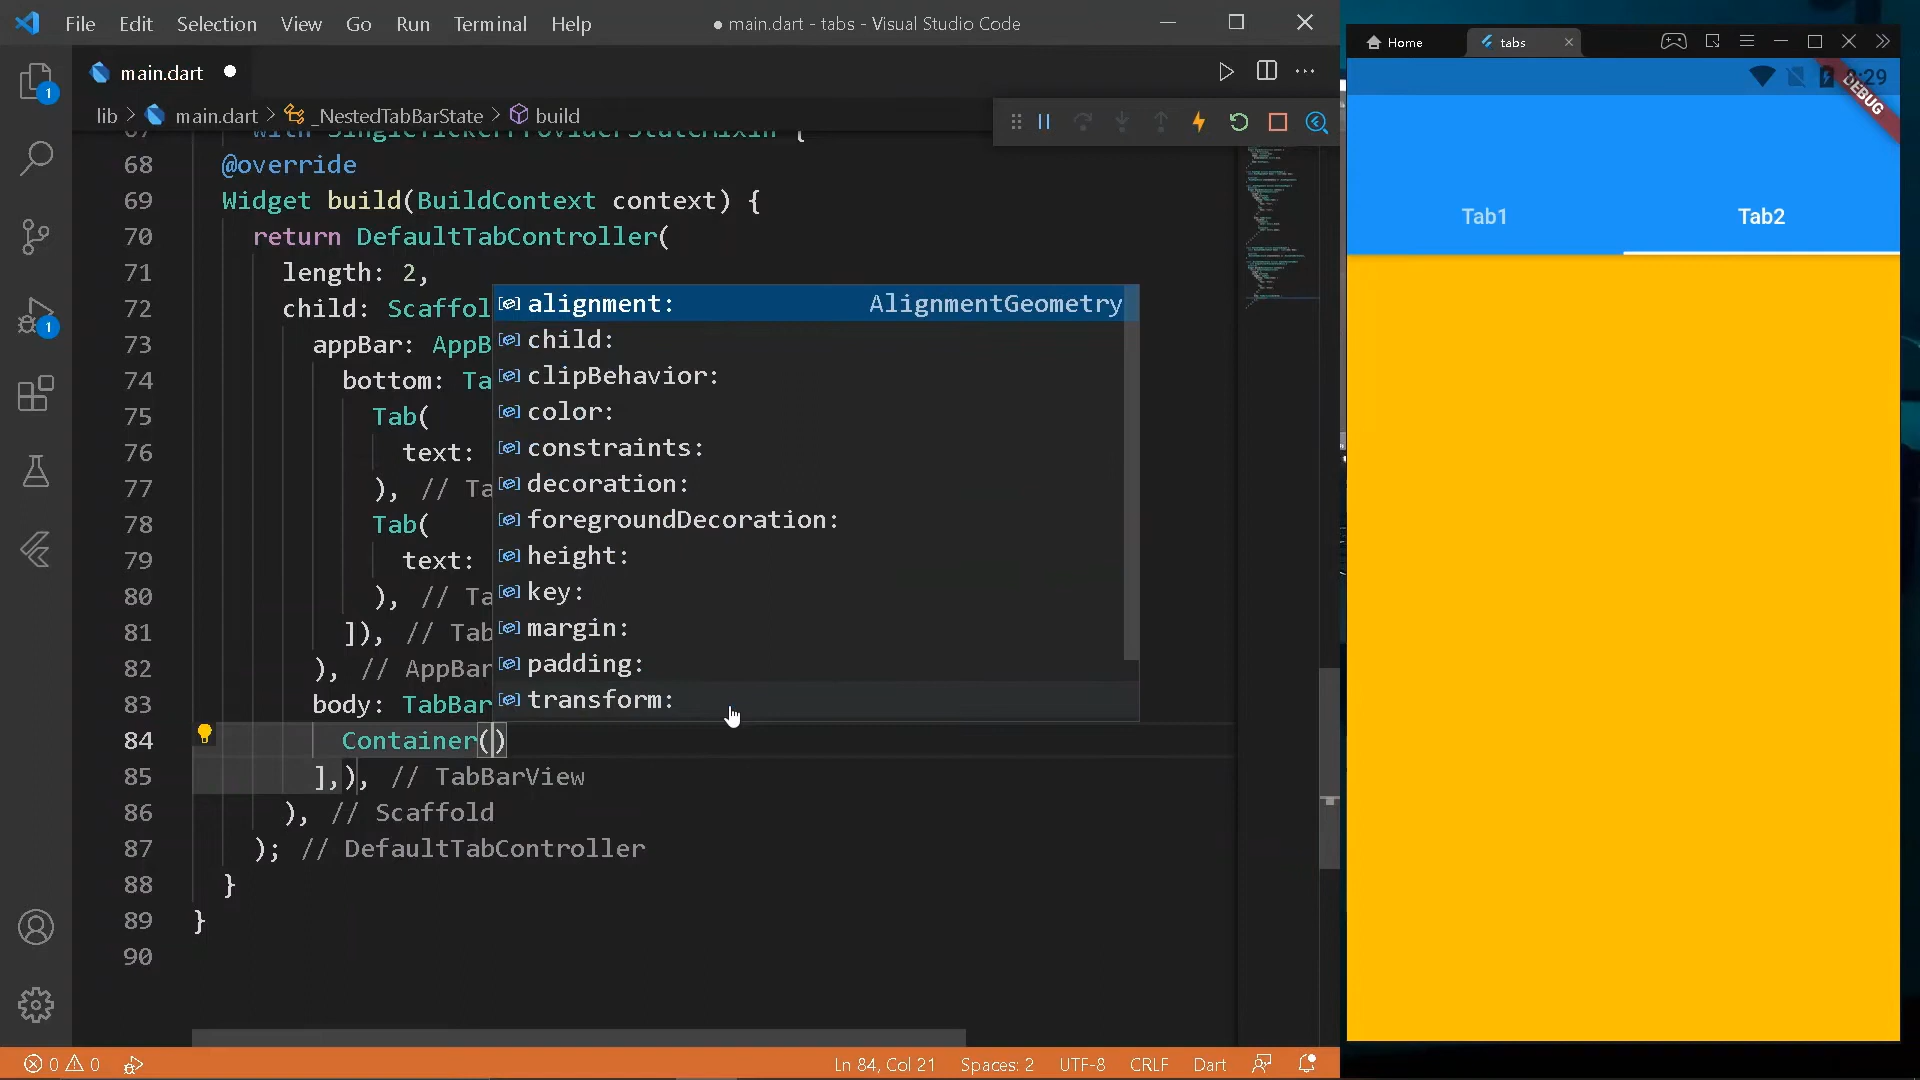 File Edit Selection View Go Run Terminal Help
● main.dart - tabs - Visual Studio Code
main.dart
lib > main.dart > _NestedTabBarState > build
67 with SingleTickerProviderStateMixin {
68 @override
69 Widget build(BuildContext context) {
70 return DefaultTabController(
71 length: 2,
72 child: Scaffol
73 appBar: AppB
74 bottom: Ta
75 Tab(
76 text:
77 ), // Ta
78 Tab(
79 text:
80 ), // Ta
81 ]), // Tab
82 ), // AppBar
83 body: TabBar
84 Container()
85 ],), // TabBarView
86 ), // Scaffold
87 ); // DefaultTabController
88 }
89 }
90
alignment: AlignmentGeometry
child:
clipBehavior:
color:
constraints:
decoration:
foregroundDecoration:
height:
key:
margin:
padding:
transform:
1
1
0 0
Ln 84, Col 21 Spaces: 2 UTF-8 CRLF Dart
Home tabs
:29
DEBUG
Tab1 Tab2